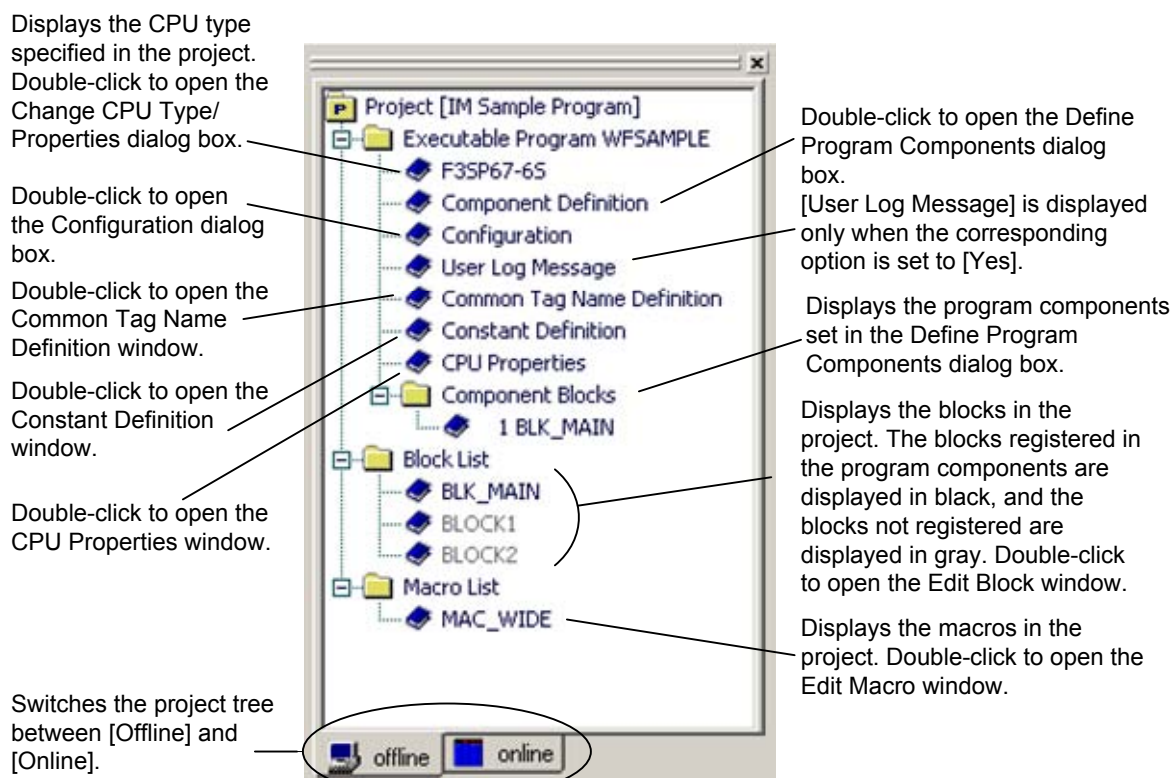 Displays the CPU type
specified in the project.
Double-click to open the
Change CPU Type/
Properties dialog box.
Double-click to open
the Configuration dialog
box.
Double-click to open the
Common Tag Name
Definition window.
Double-click to open the
Constant Definition
window.
Double-click to open the
CPU Properties window.
Switches the project tree
between [Offline] and
[Online].
P Project [IM Sample Program]
Executable Program WFSAMPLE
F3SP67-6S
Component Definition
Configuration
User Log Message
Common Tag Name Definition
Constant Definition
CPU Properties
Component Blocks
1 BLK_MAIN
Block List
BLK_MAIN
BLOCK1
BLOCK2
Macro List
MAC_WIDE
offline online
Double-click to open the Define
Program Components dialog
box.
[User Log Message] is displayed
only when the corresponding
option is set to [Yes].
Displays the program components
set in the Define Program
Components dialog box.
Displays the blocks in the
project. The blocks registered in
the program components are
displayed in black, and the
blocks not registered are
displayed in gray. Double-click
to open the Edit Block window.
Displays the macros in the
project. Double-click to open the
Edit Macro window.